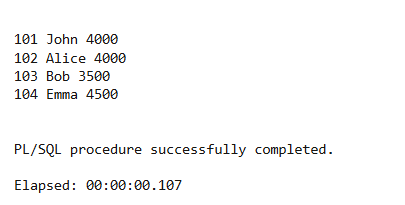 101 John 4000
102 Alice 4000
103 Bob 3500
104 Emma 4500
PL/SQL procedure successfully completed.
Elapsed: 00:00:00.107